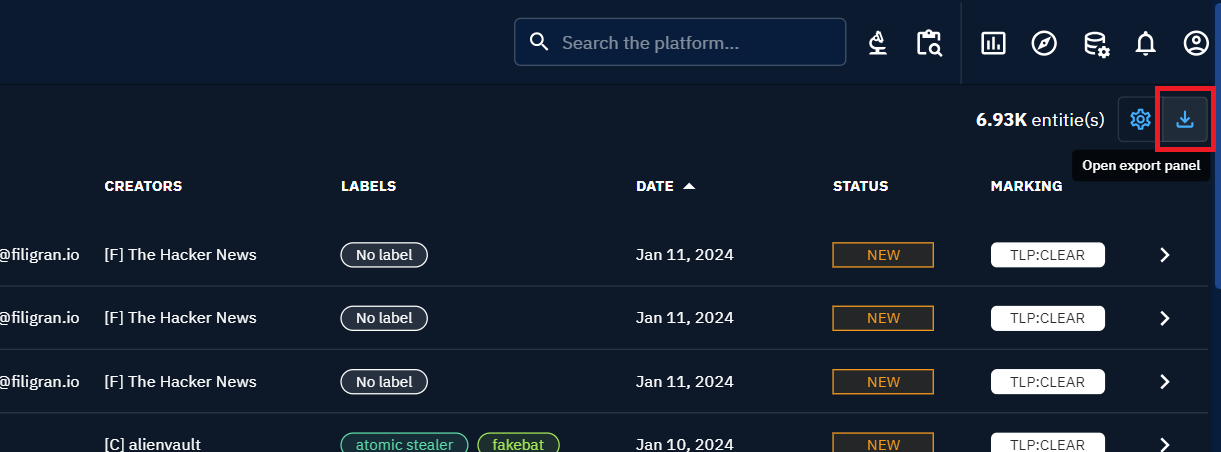 Search the platform...
6.93K entitie(s)
Open export panel
CREATORS LABELS DATE STATUS MARKING
@filigran.io [F] The Hacker News No label Jan 11, 2024 NEW TLP:CLEAR
@filigran.io [F] The Hacker News No label Jan 11, 2024 NEW TLP:CLEAR
@filigran.io [F] The Hacker News No label Jan 11, 2024 NEW TLP:CLEAR
[C] alienvault atomic stealer fakebat Jan 10, 2024 NEW TLP:CLEAR